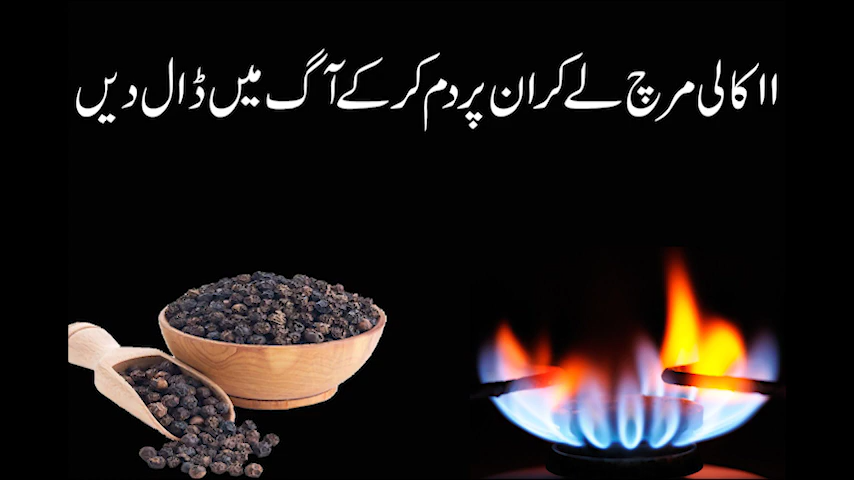 ۱۱ کالی مرچ لے کر ان پر دم کر کے آگ میں ڈال دیں